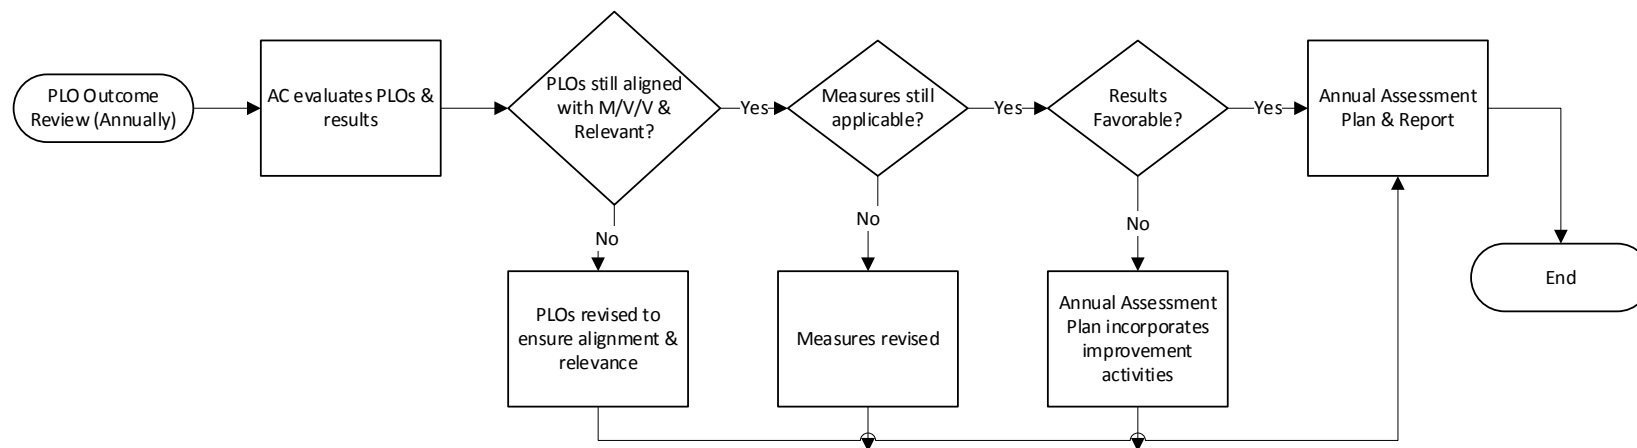 PLO Outcome
Review (Annually)
AC evaluates PLOs &
results
PLOs still aligned
with M/V/V &
Relevant?
Yes
Measures still
applicable?
Yes
Results
Favorable?
Yes
Annual Assessment
Plan & Report
No
No
No
PLOs revised to
ensure alignment &
relevance
Measures revised
Annual Assessment
Plan incorporates
improvement
activities
End